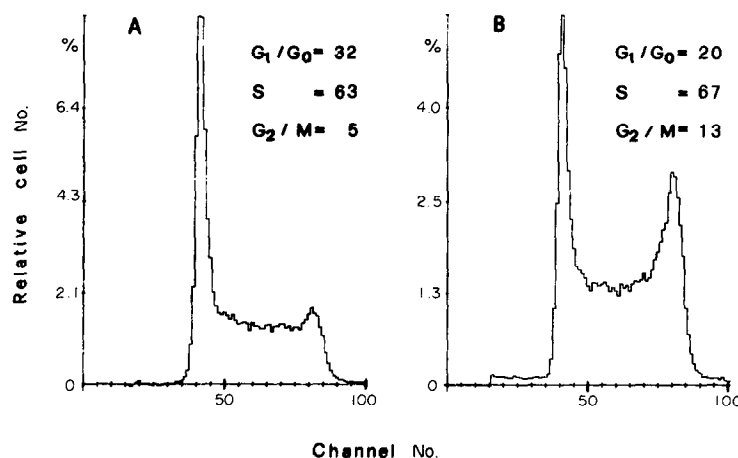 A
%
G1/G0= 32
S = 63
G2/M= 5
6.4
4.3
2.1
0
50
100
Relative cell No.
B
%
G1/G0= 20
S = 67
G2/M= 13
4.0
2.5
1.3
0
50
100
Channel No.